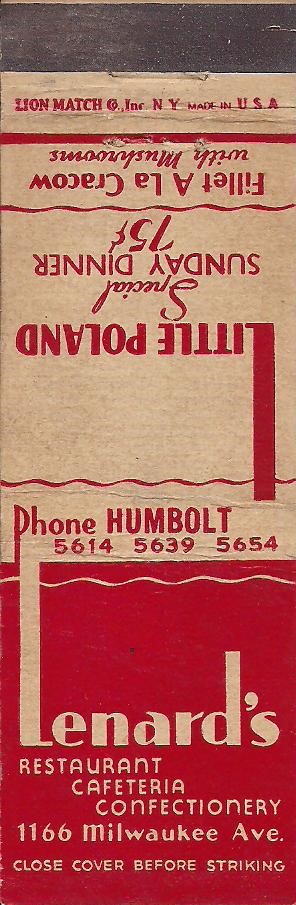 LION MATCH CO., Inc. N Y MADE IN U S A
LITTLE POLAND
Special
SUNDAY DINNER
75¢
Fillet A La Cracow
with Mushrooms
Phone HUMBOLT
5614 5639 5654
Lenard's
RESTAURANT
CAFETERIA
CONFECTIONERY
1166 Milwaukee Ave.
CLOSE COVER BEFORE STRIKING